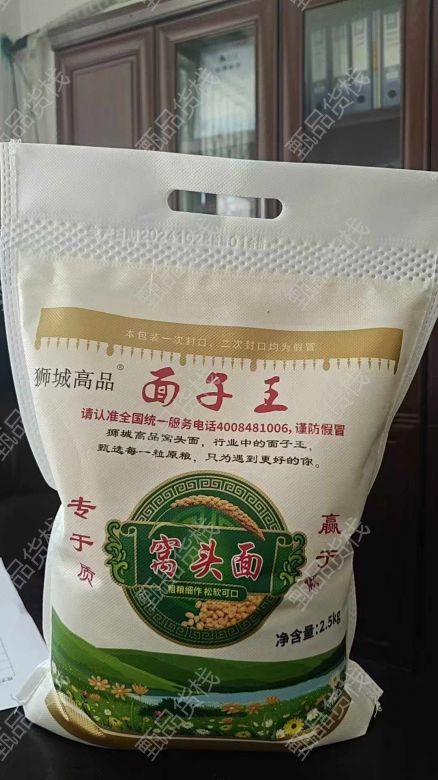 本包装一次封口，二次封口均为假冒
狮城高品®
面子王
请认准全国统一服务电话4008481006，谨防假冒
狮城高品窝头面，行业中的面子王，
甄选每一粒原粮，只为遇到更好的你。
专于质
赢于
窝头面
粗粮细作 松软可口
净含量：2.5kg
甄品货栈